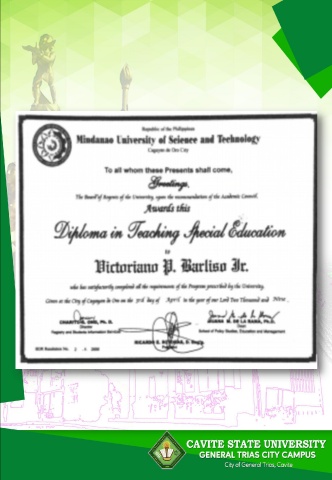 Republic of the Philippines
Mindanao University of Science and Technology
Cagayan de Oro City
To all whom these Presents shall come,
Greetings,
The Board of Regents of the University, upon the recommendation of the Academic Council,
Awards this
Diploma in Teaching Special Education
to
Victoriano P. Barliso Jr.
who has satisfactorily completed all the requirements of the Program prescribed by the University.
Given at the City of Cagayan de Oro on the 3rd day of April in the year of our Lord Two Thousand and Nine.
Director
Dean
Registry and Students Information Services
School of Policy Studies, Education and Management
President
BOR Resolution No.
CAVITE STATE UNIVERSITY
GENERAL TRIAS CITY CAMPUS
City of General Trias, Cavite